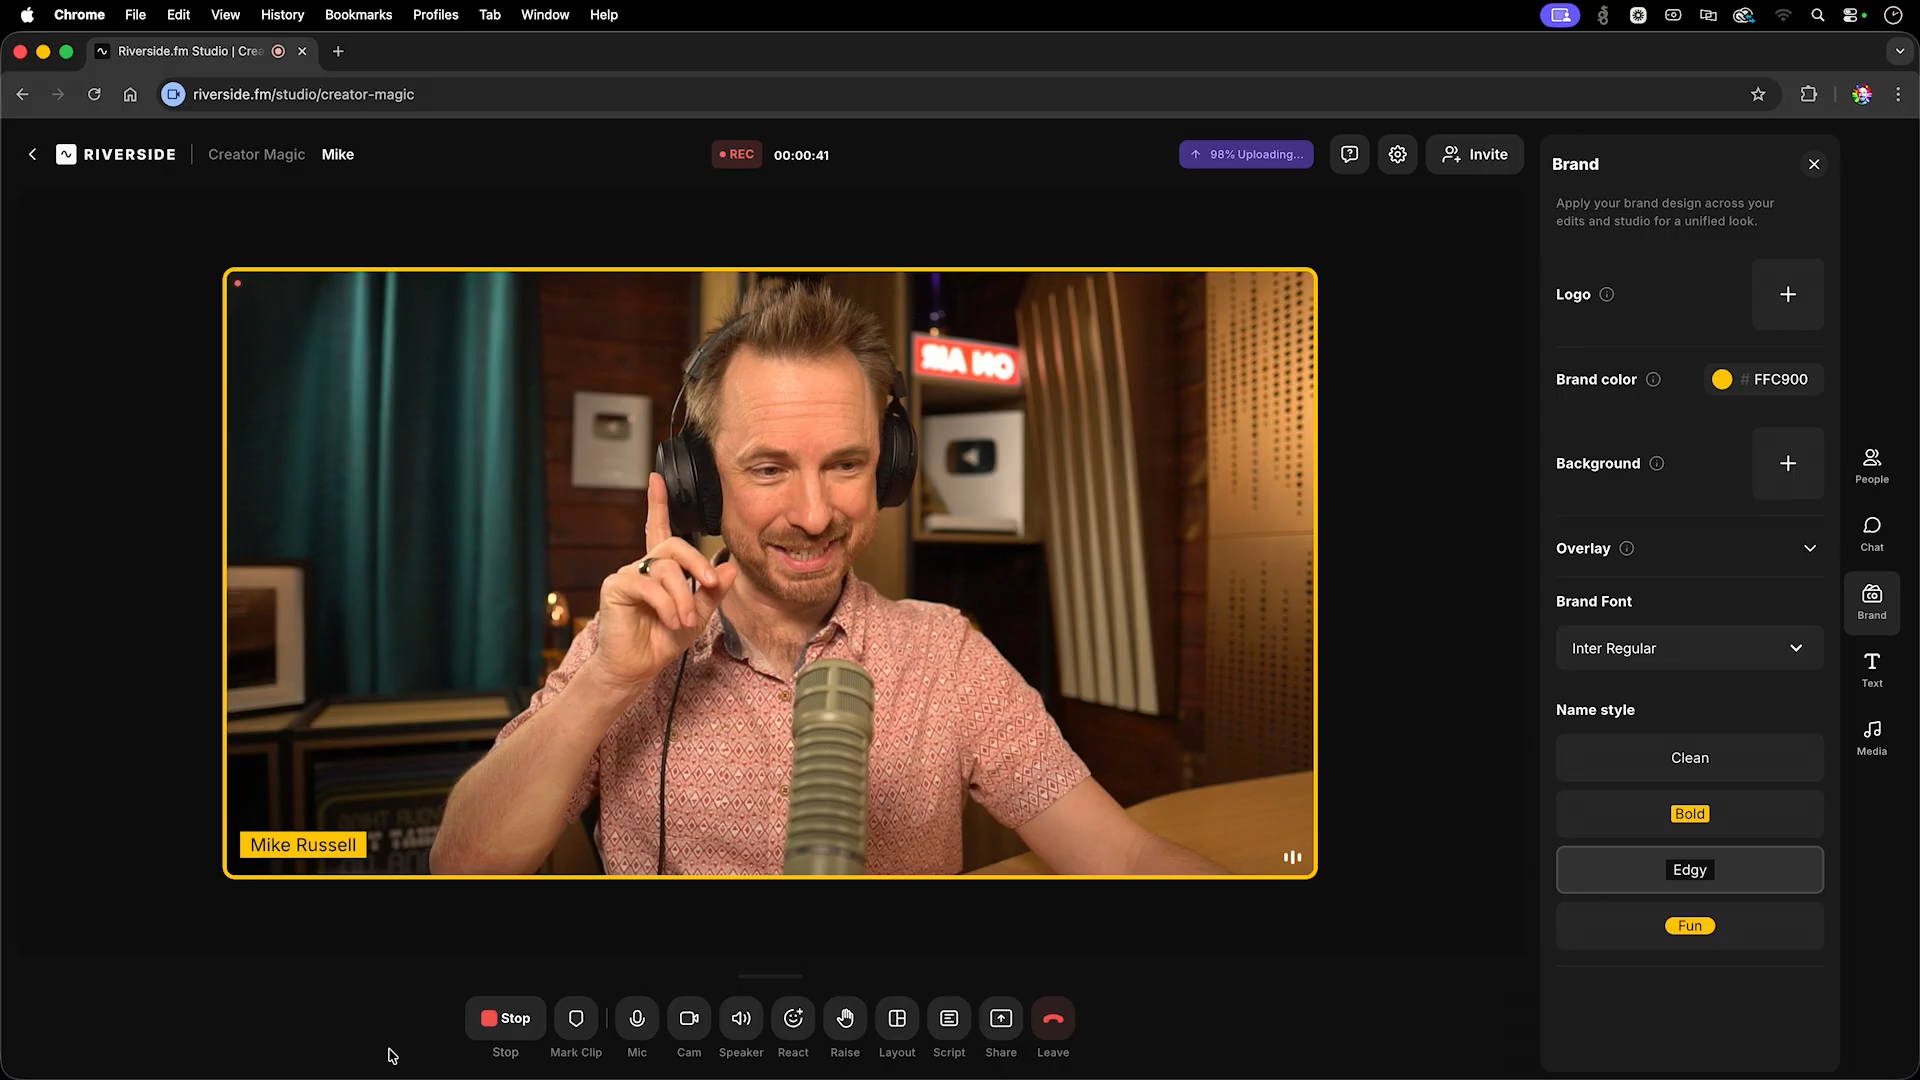 Chrome File Edit View History Bookmarks Profiles Tab Window Help
Riverside.fm Studio | Crea
riverside.fm/studio/creator-magic
RIVERSIDE Creator Magic Mike
REC 00:00:41
98% Uploading...
Invite
Brand
Apply your brand design across your
edits and studio for a unified look.
Logo
Brand color # FFC900
Background
Overlay
Brand Font
Inter Regular
Name style
Clean
Bold
Edgy
Fun
People
Chat
Brand
Text
Media
ON AIR
Mike Russell
Stop
Stop Mark Clip Mic Cam Speaker React Raise Layout Script Share Leave